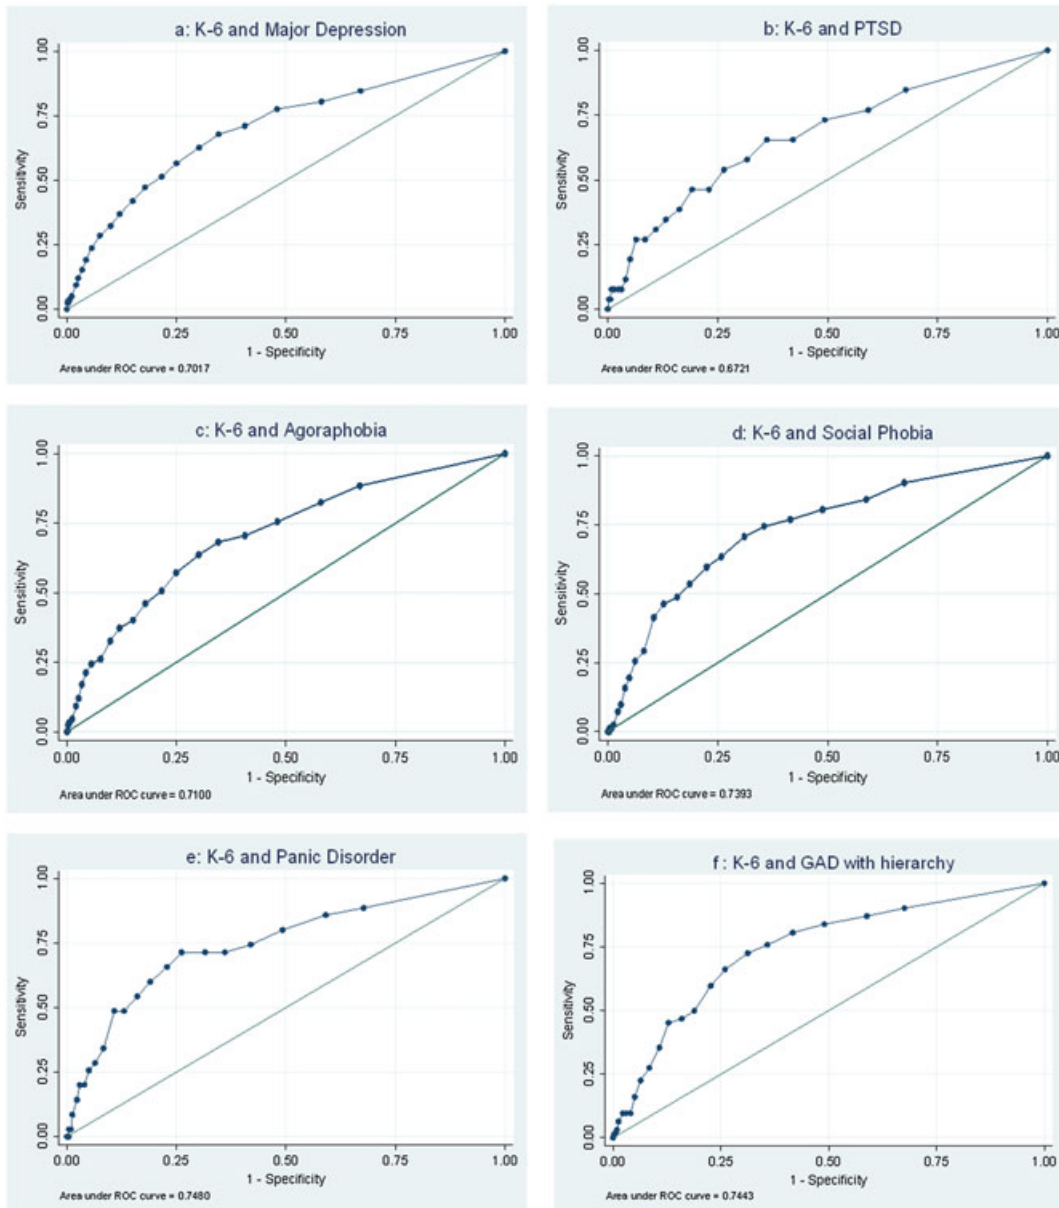 a: K-6 and Major Depression
Sensitivity
1.00
0.75
0.50
0.25
0.00
0.00 0.25 0.50 0.75 1.00
1 - Specificity
Area under ROC curve = 0.7017
b: K-6 and PTSD
Sensitivity
1.00
0.75
0.50
0.25
0.00
0.00 0.25 0.50 0.75 1.00
1 - Specificity
Area under ROC curve = 0.6721
c: K-6 and Agoraphobia
Sensitivity
1.00
0.75
0.50
0.25
0.00
0.00 0.25 0.50 0.75 1.00
1 - Specificity
Area under ROC curve = 0.7100
d: K-6 and Social Phobia
Sensitivity
1.00
0.75
0.50
0.25
0.00
0.00 0.25 0.50 0.75 1.00
1 - Specificity
Area under ROC curve = 0.7393
e: K-6 and Panic Disorder
Sensitivity
1.00
0.75
0.50
0.25
0.00
0.00 0.25 0.50 0.75 1.00
1 - Specificity
Area under ROC curve = 0.7480
f : K-6 and GAD with hierarchy
Sensitivity
1.00
0.75
0.50
0.25
0.00
0.00 0.25 0.50 0.75 1.00
1 - Specificity
Area under ROC curve = 0.7443